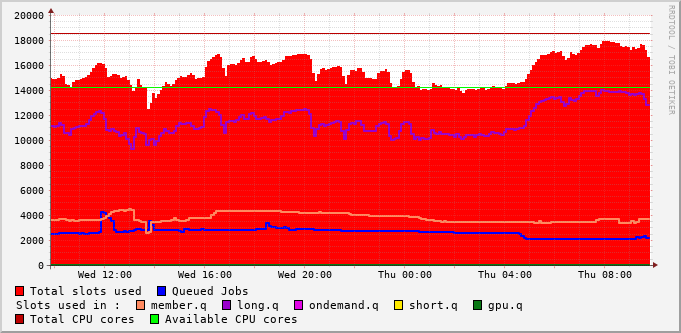 20000
18000
16000
14000
12000
10000
8000
6000
4000
2000
0
Wed 12:00 Wed 16:00 Wed 20:00 Thu 00:00 Thu 04:00 Thu 08:00
RRDTOOL / TOBI OETIKER
Total slots used Queued Jobs
Slots used in : member.q long.q ondemand.q short.q gpu.q
Total CPU cores Available CPU cores